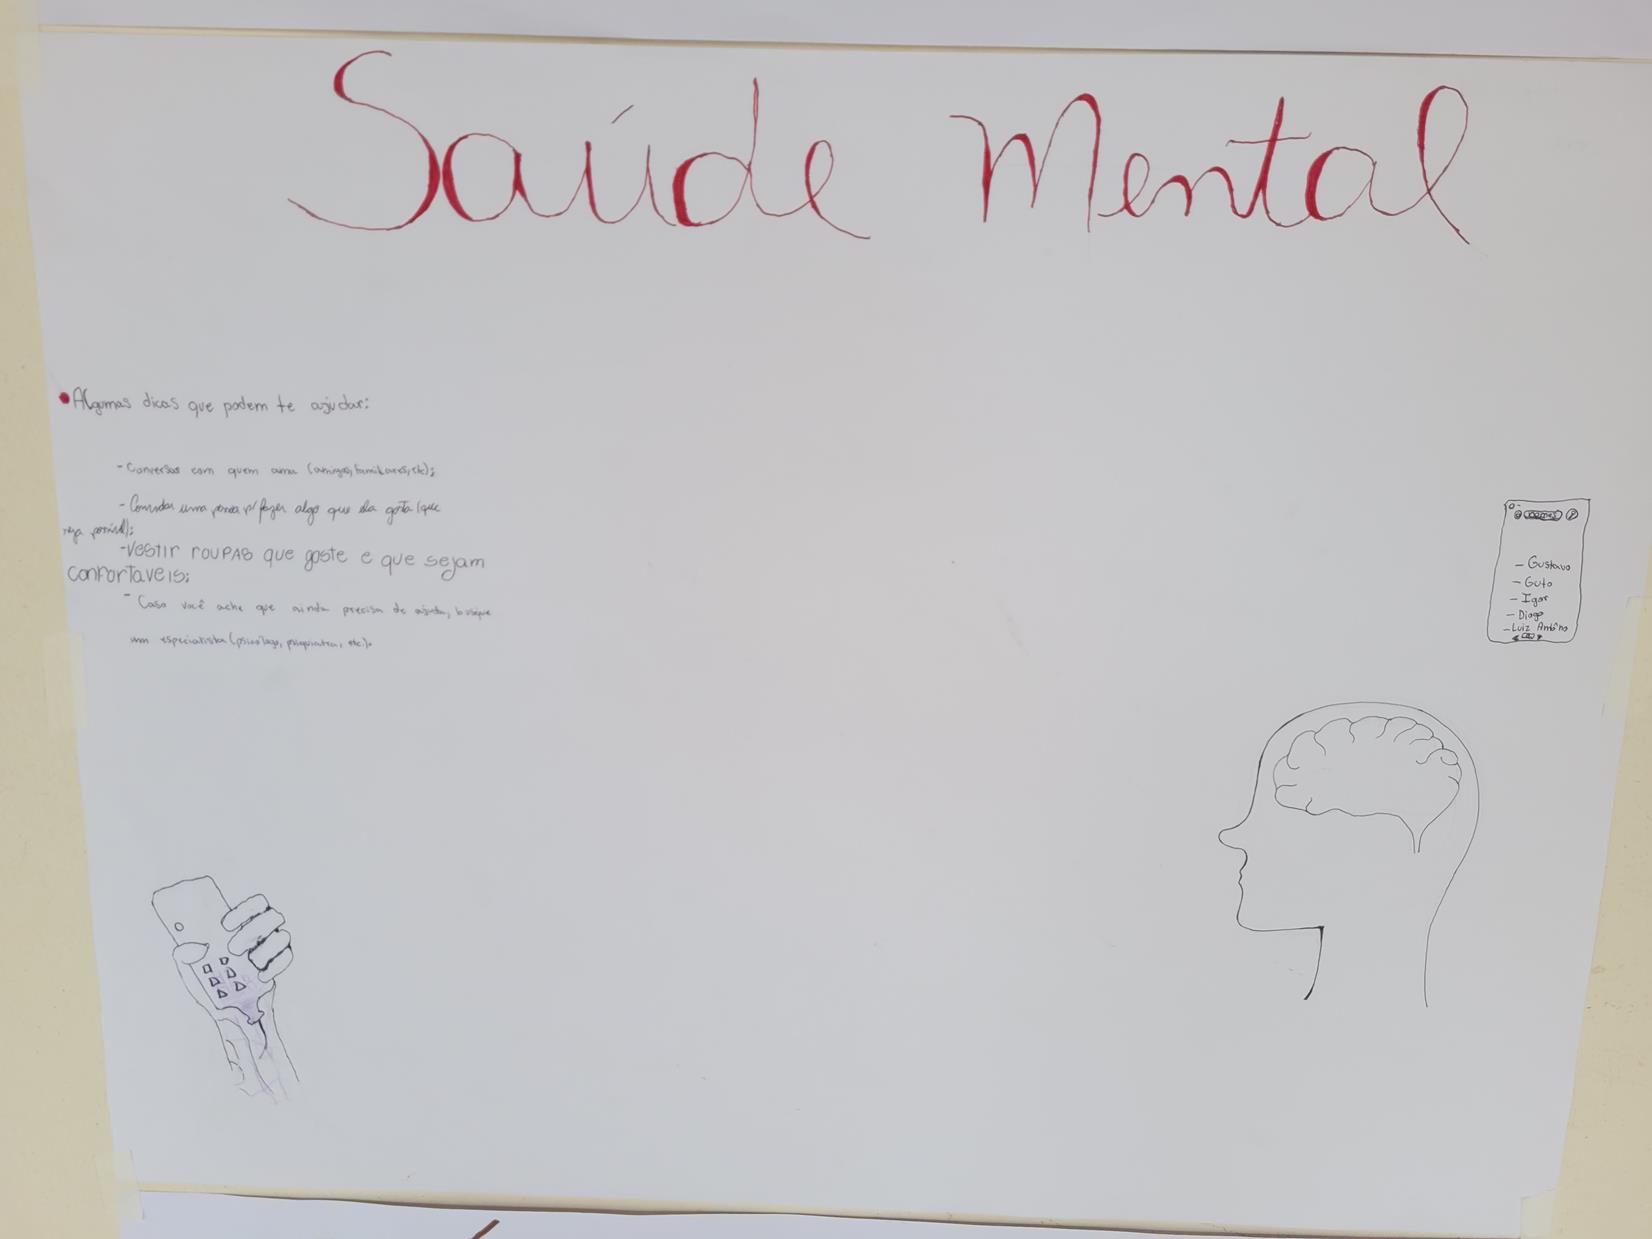 Saúde Mental
Algumas dicas que podem te ajudar:
- Conversar com quem ama (amigos, familiares, etc);
- Convidar uma pessoa p/ fazer algo que ela gosta (que
seja possível);
- Vestir roupas que goste e que sejam
confortaveis;
- Caso você ache que ainda precisa de ajuda, busque
um especialista (psicólogo, psiquiatra, etc).
- Gustavo
- Guto
- Igor
- Diogo
- Luiz Antônio